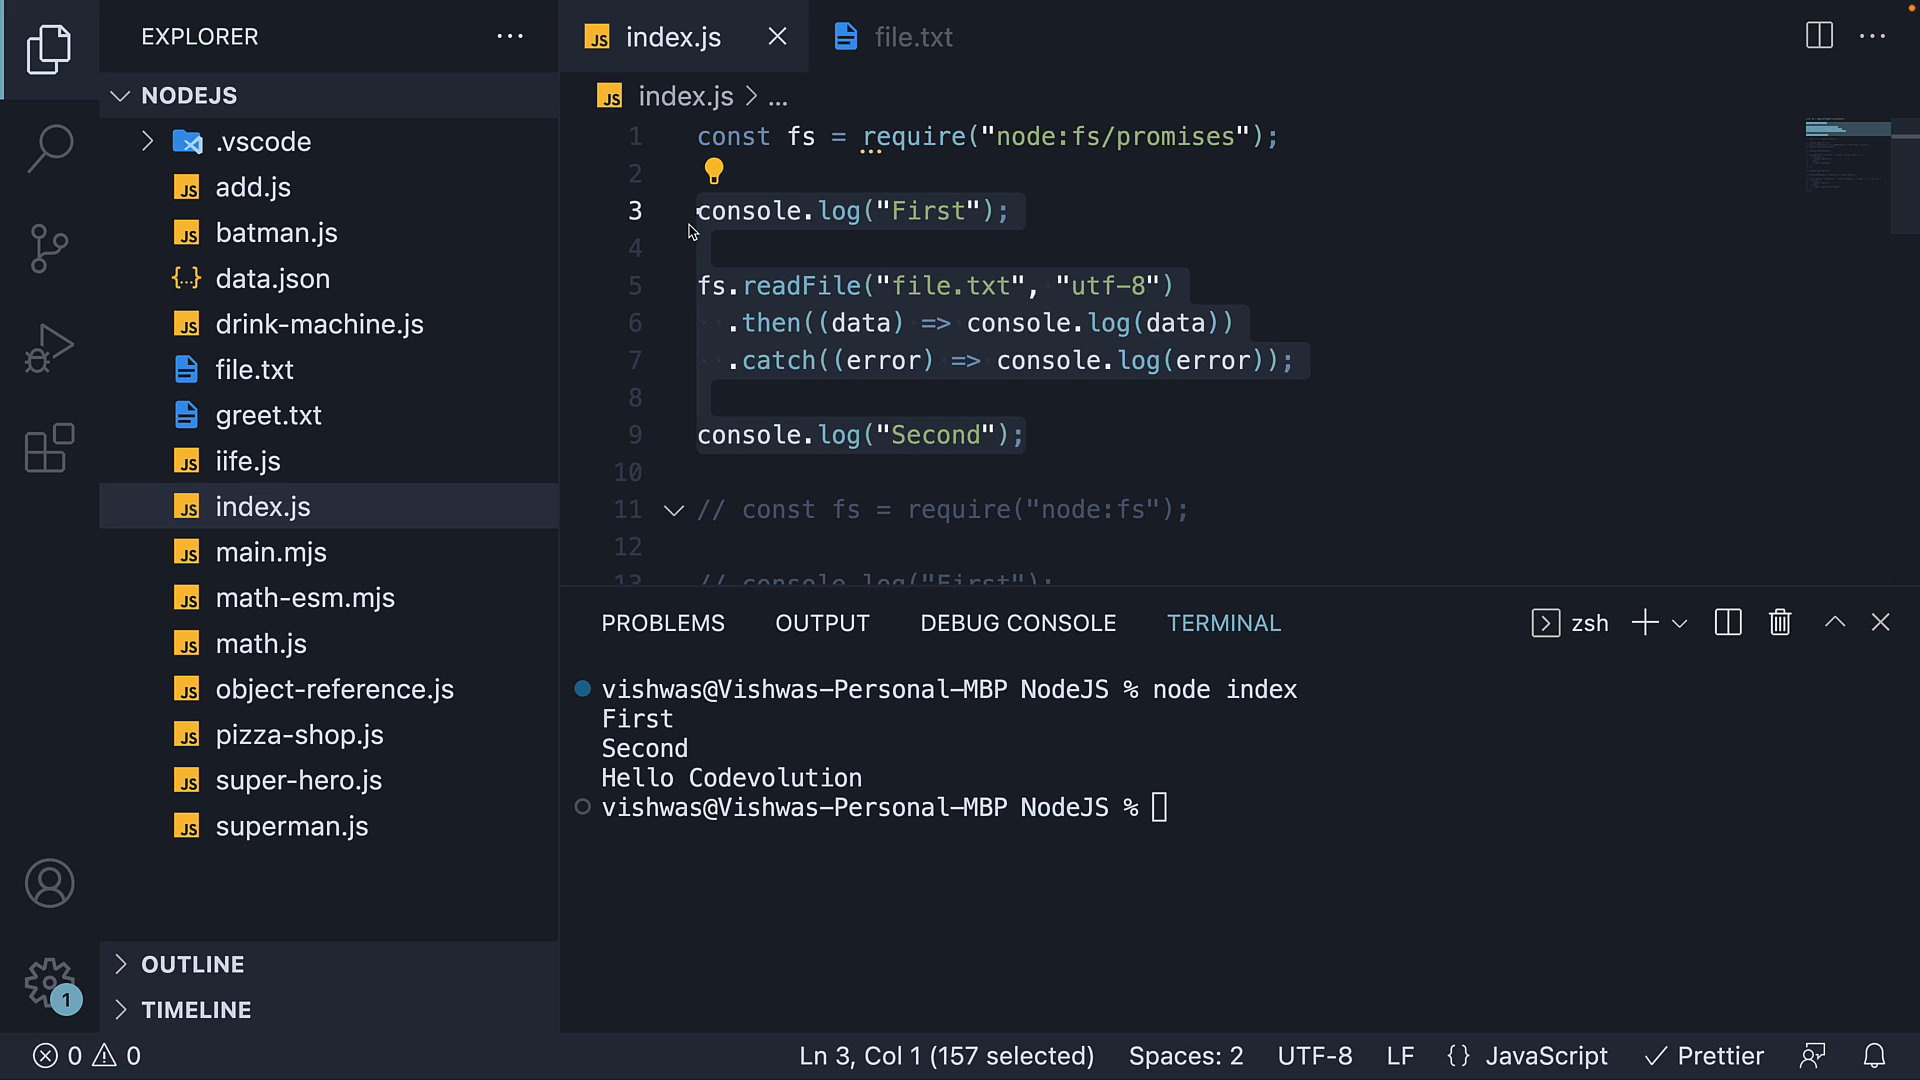 EXPLORER
NODEJS
.vscode
add.js
batman.js
data.json
drink-machine.js
file.txt
greet.txt
iife.js
index.js
main.mjs
math-esm.mjs
math.js
object-reference.js
pizza-shop.js
super-hero.js
superman.js
OUTLINE
TIMELINE
index.js
file.txt
index.js > ...
1 const fs = require("node:fs/promises");
2
3 console.log("First");
4
5 fs.readFile("file.txt", "utf-8")
6 .then((data) => console.log(data))
7 .catch((error) => console.log(error));
8
9 console.log("Second");
10
11 // const fs = require("node:fs");
12
13 // console.log("First");
PROBLEMS OUTPUT DEBUG CONSOLE TERMINAL zsh
vishwas@Vishwas-Personal-MBP NodeJS % node index
First
Second
Hello Codevolution
vishwas@Vishwas-Personal-MBP NodeJS %
1
0 0 Ln 3, Col 1 (157 selected) Spaces: 2 UTF-8 LF {} JavaScript Prettier